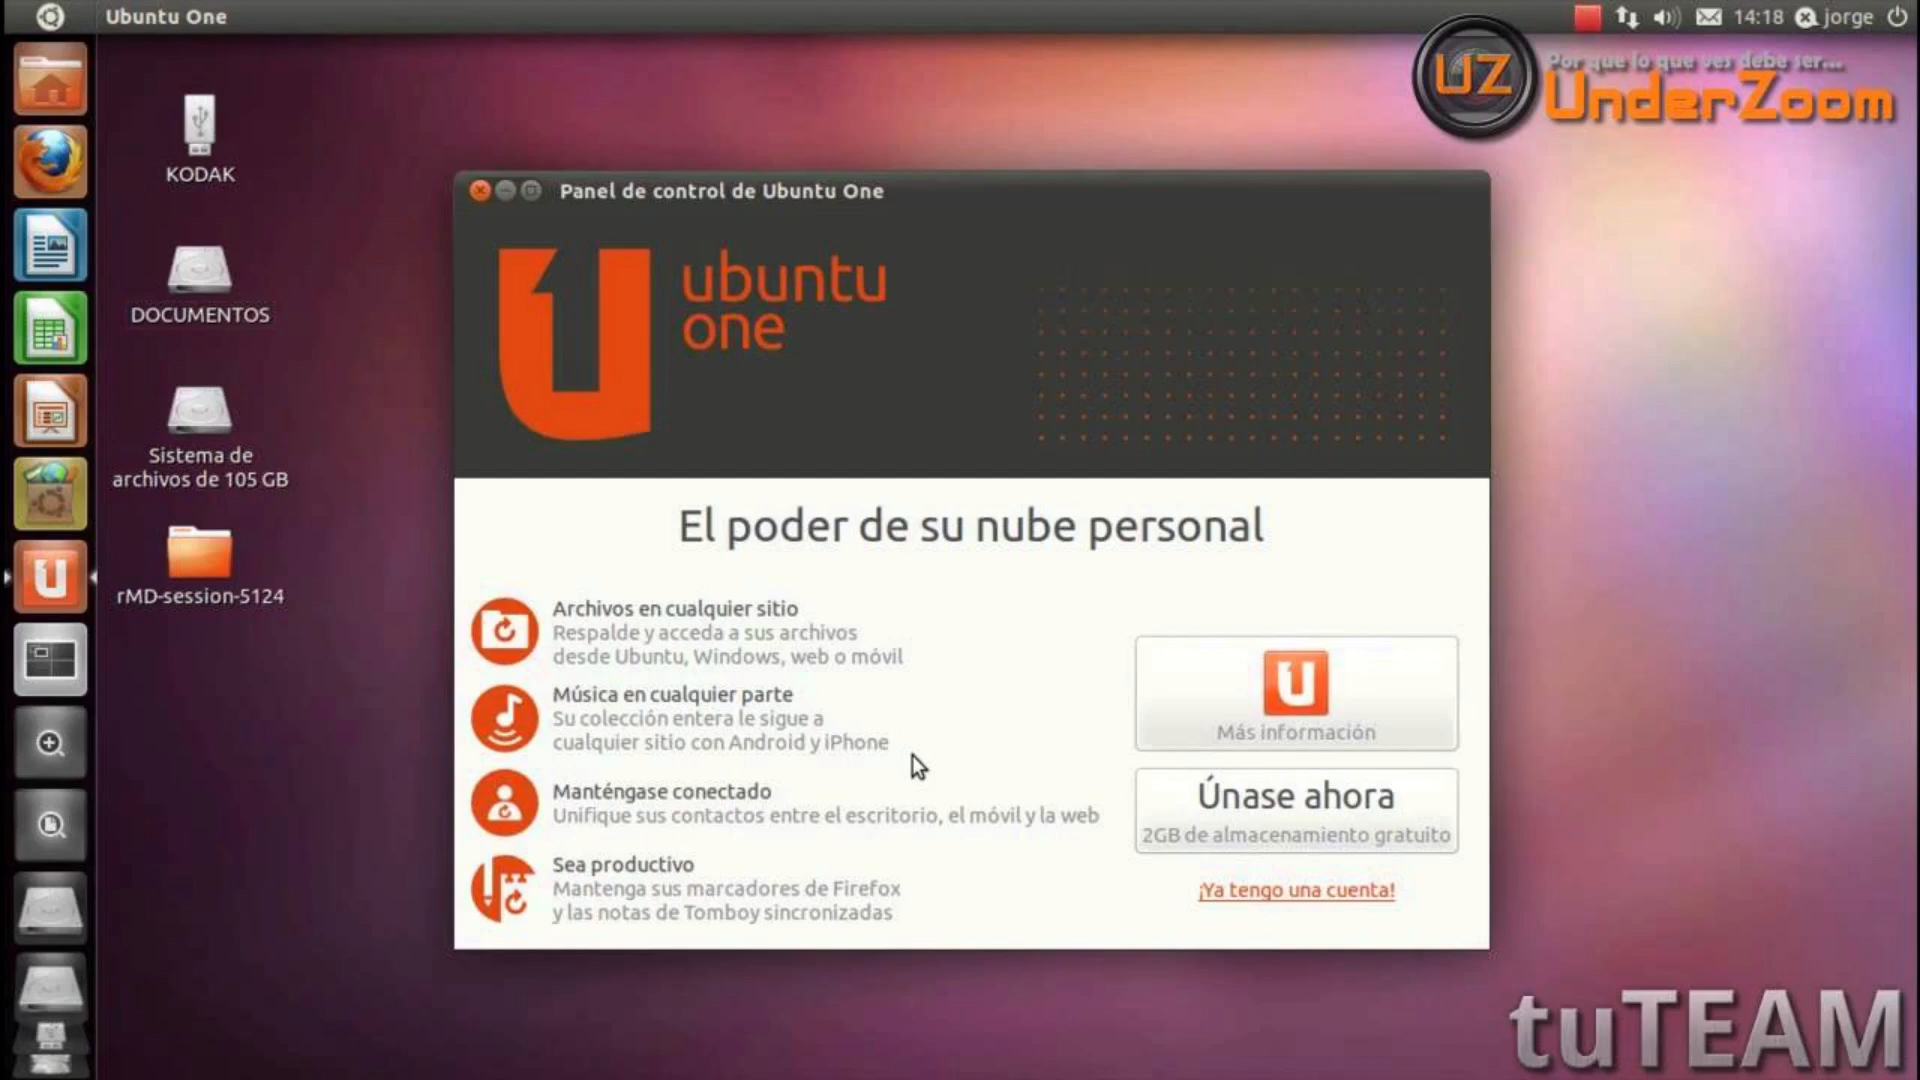 Ubuntu One
14:18
jorge
UZ
Por que lo que ves debe ser...
UnderZoom
KODAK
DOCUMENTOS
Sistema de
archivos de 105 GB
rMD-session-5124
Panel de control de Ubuntu One
ubuntu
one
El poder de su nube personal
Archivos en cualquier sitio
Respalde y acceda a sus archivos
desde Ubuntu, Windows, web o móvil
Música en cualquier parte
Su colección entera le sigue a
cualquier sitio con Android y iPhone
Manténgase conectado
Unifique sus contactos entre el escritorio, el móvil y la web
Sea productivo
Mantenga sus marcadores de Firefox
y las notas de Tomboy sincronizadas
Más información
Únase ahora
2GB de almacenamiento gratuito
¡Ya tengo una cuenta!
tuTEAM